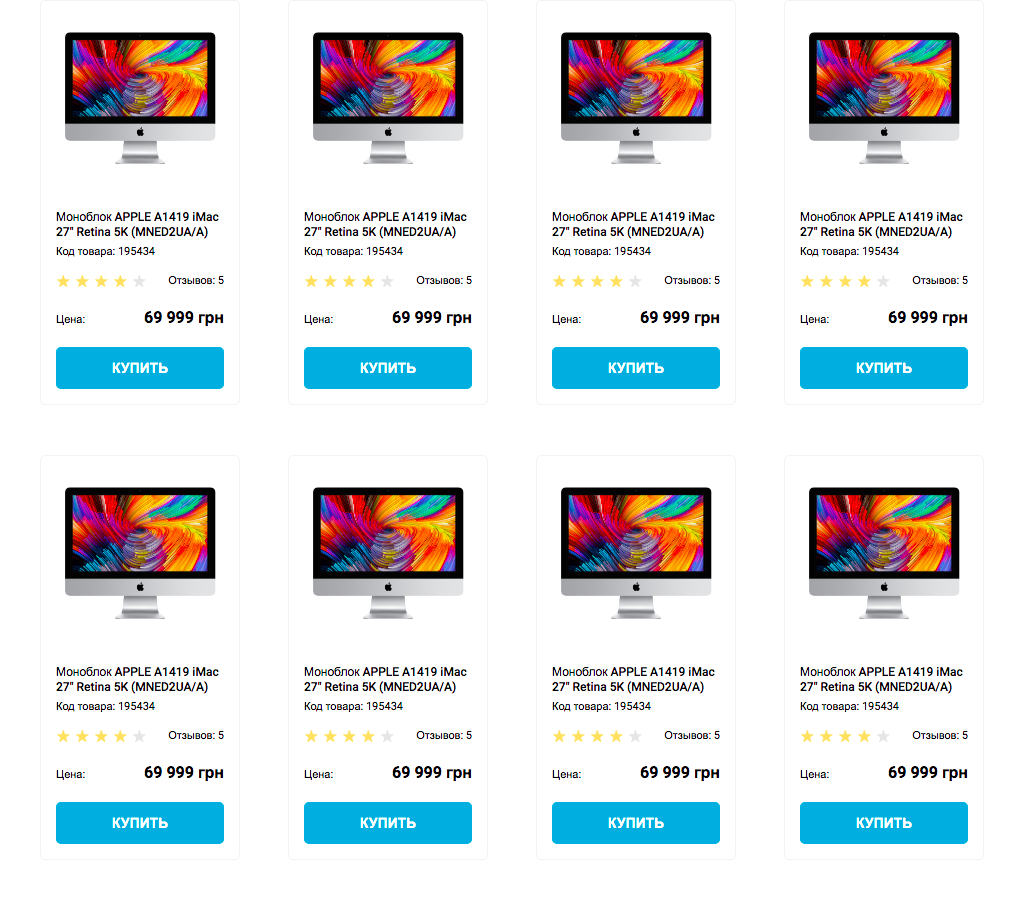 Моноблок APPLE A1419 iMac
27" Retina 5K (MNED2UA/A)
Код товара: 195434
Отзывов: 5
Цена: 69 999 грн
КУПИТЬ
Моноблок APPLE A1419 iMac
27" Retina 5K (MNED2UA/A)
Код товара: 195434
Отзывов: 5
Цена: 69 999 грн
КУПИТЬ
Моноблок APPLE A1419 iMac
27" Retina 5K (MNED2UA/A)
Код товара: 195434
Отзывов: 5
Цена: 69 999 грн
КУПИТЬ
Моноблок APPLE A1419 iMac
27" Retina 5K (MNED2UA/A)
Код товара: 195434
Отзывов: 5
Цена: 69 999 грн
КУПИТЬ
Моноблок APPLE A1419 iMac
27" Retina 5K (MNED2UA/A)
Код товара: 195434
Отзывов: 5
Цена: 69 999 грн
КУПИТЬ
Моноблок APPLE A1419 iMac
27" Retina 5K (MNED2UA/A)
Код товара: 195434
Отзывов: 5
Цена: 69 999 грн
КУПИТЬ
Моноблок APPLE A1419 iMac
27" Retina 5K (MNED2UA/A)
Код товара: 195434
Отзывов: 5
Цена: 69 999 грн
КУПИТЬ
Моноблок APPLE A1419 iMac
27" Retina 5K (MNED2UA/A)
Код товара: 195434
Отзывов: 5
Цена: 69 999 грн
КУПИТЬ